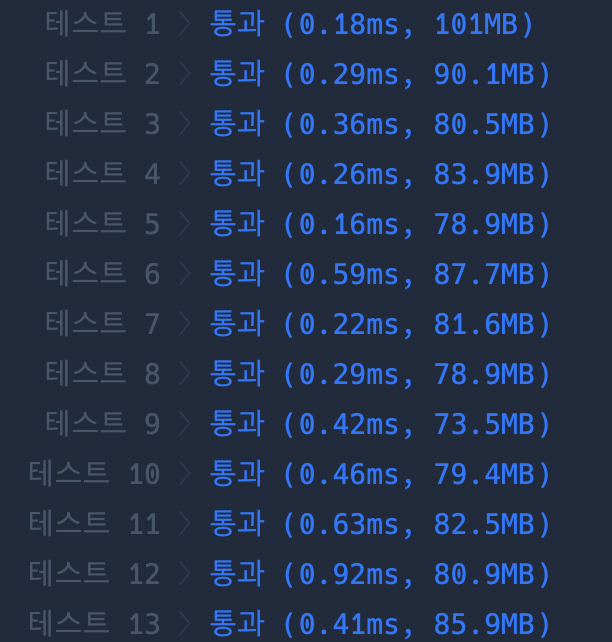 테스트 1 > 통과 (0.18ms, 101MB)
테스트 2 > 통과 (0.29ms, 90.1MB)
테스트 3 > 통과 (0.36ms, 80.5MB)
테스트 4 > 통과 (0.26ms, 83.9MB)
테스트 5 > 통과 (0.16ms, 78.9MB)
테스트 6 > 통과 (0.59ms, 87.7MB)
테스트 7 > 통과 (0.22ms, 81.6MB)
테스트 8 > 통과 (0.29ms, 78.9MB)
테스트 9 > 통과 (0.42ms, 73.5MB)
테스트 10 > 통과 (0.46ms, 79.4MB)
테스트 11 > 통과 (0.63ms, 82.5MB)
테스트 12 > 통과 (0.92ms, 80.9MB)
테스트 13 > 통과 (0.41ms, 85.9MB)